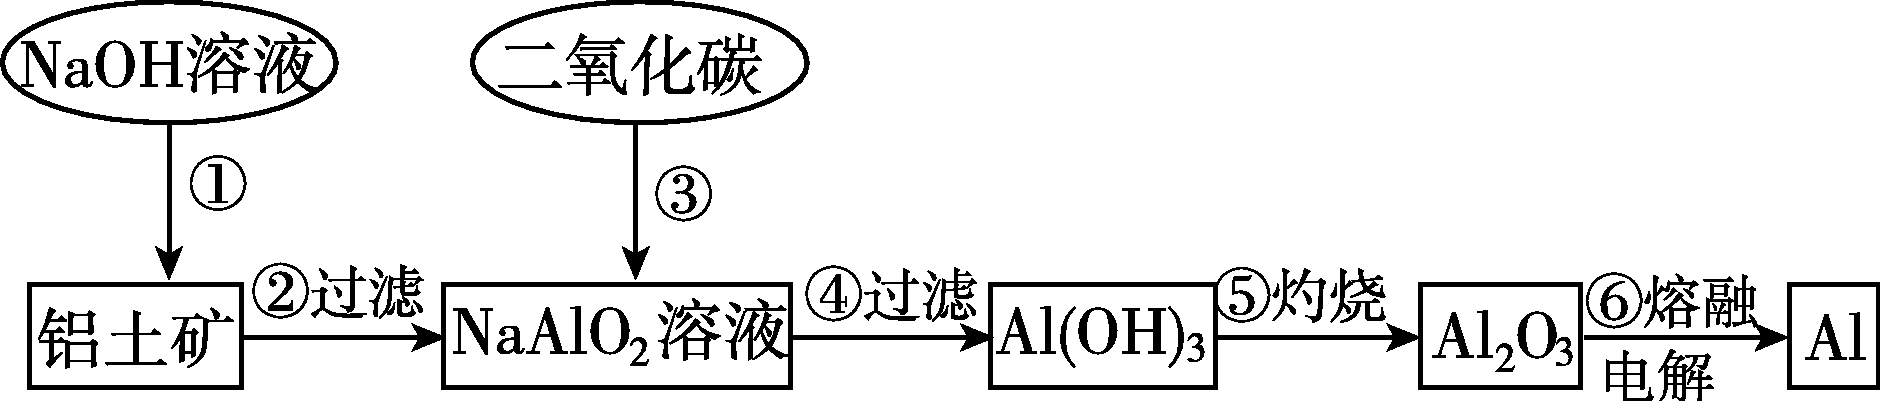 NaOH溶液
二氧化碳
①
③
②过滤
④过滤
⑤灼烧
⑥熔融
电解
铝土矿
NaAlO₂溶液
Al(OH)₃
Al₂O₃
Al